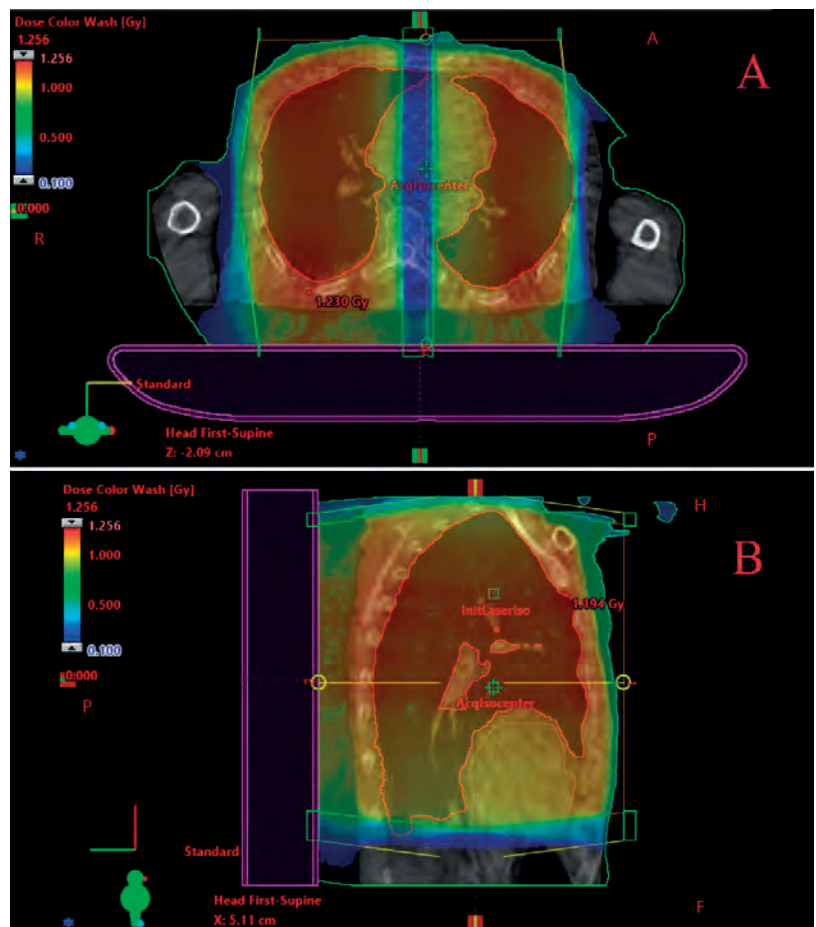 Dose Color Wash [Gy]
1.256
1.256
1.000
0.500
0.100
0.000
A
A
R
AcqIsocenter
1.230 Gy
Standard
Head First-Supine
Z: -2.09 cm
P
Dose Color Wash [Gy]
1.256
1.256
1.000
0.500
0.100
0.000
H
B
P
InitLaserIso
1.194 Gy
AcqIsocenter
Standard
Head First-Supine
X: 5.11 cm
F